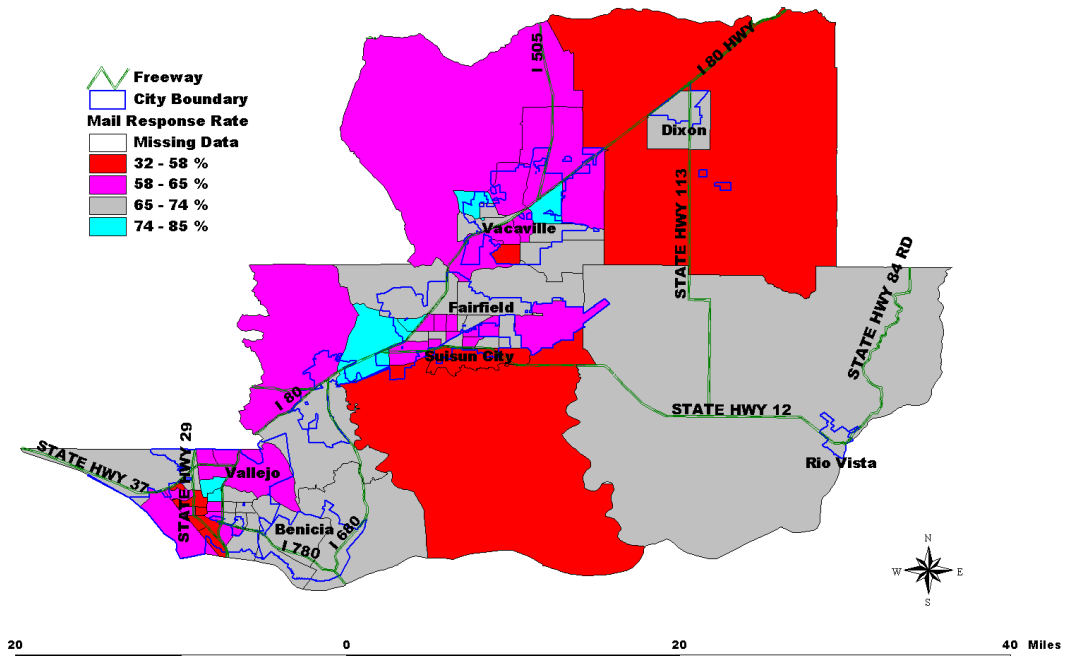 I 505
I 80 HWY
Freeway
City Boundary
Mail Response Rate
Missing Data
32 - 58 %
58 - 65 %
65 - 74 %
74 - 85 %
Dixon
STATE HWY 113
Vacaville
STATE HWY 84 RD
Fairfield
Suisun City
I 80
STATE HWY 12
STATE HWY 29
STATE HWY 37
Vallejo
Rio Vista
Benicia
I 680
I 780
N
W E
S
20 0 20 40 Miles